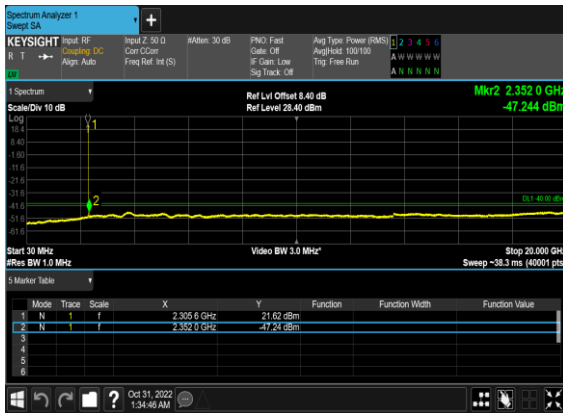 Spectrum Analyzer 1
Swept SA
+
KEYSIGHT Input: RF Input Z: 50 Ω #Atten: 30 dB PNO: Fast Avg Type: Power (RMS) 1 2 3 4 5 6
R T Coupling: DC Corr CCorr Gate: Off Avg|Hold: 100/100 A W W W W W
Align: Auto Freq Ref: Int (S) IF Gain: Low Trig: Free Run
Sig Track: Off A N N N N N
1 Spectrum Ref Lvl Offset 8.40 dB Mkr2 2.352 0 GHz
Scale/Div 10 dB Ref Level 28.40 dBm -47.244 dBm
Log
1
18.4
8.40
-1.60
-11.6
-21.6
-31.6
DL1 -40.00 dBm
2
-41.6
-51.6
-61.6
Start 30 MHz Video BW 3.0 MHz* Stop 20.000 GHz
#Res BW 1.0 MHz Sweep ~38.3 ms (40001 pts)
5 Marker Table
Mode Trace Scale X Y Function Function Width Function Value
1 N 1 f 2.305 6 GHz 21.62 dBm
2 N 1 f 2.352 0 GHz -47.24 dBm
3
4
5
6
? Oct 31, 2022
1:34:46 AM